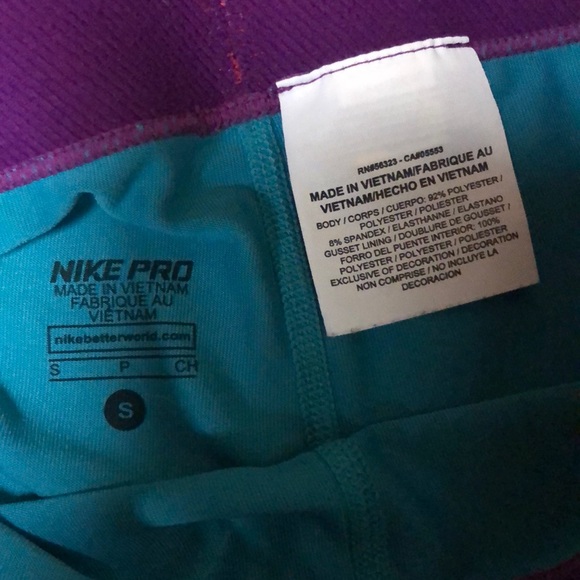 RN#56323 - CA#05553
MADE IN VIETNAM/FABRIQUE AU
VIETNAM/HECHO EN VIETNAM
BODY / CORPS / CUERPO: 92% POLYESTER /
POLYESTER / POLIESTER
8% SPANDEX / ELASTHANNE / ELASTANO
GUSSET LINING / DOUBLURE DE GOUSSET /
FORRO DEL PUENTE INTERIOR: 100%
POLYESTER / POLYESTER / POLIESTER
EXCLUSIVE OF DECORATION / DECORATION
NON COMPRISE / NO INCLUYE LA
DECORACION
NIKE PRO
MADE IN VIETNAM
FABRIQUE AU
VIETNAM
nikebetterworld.com
S P CH
S